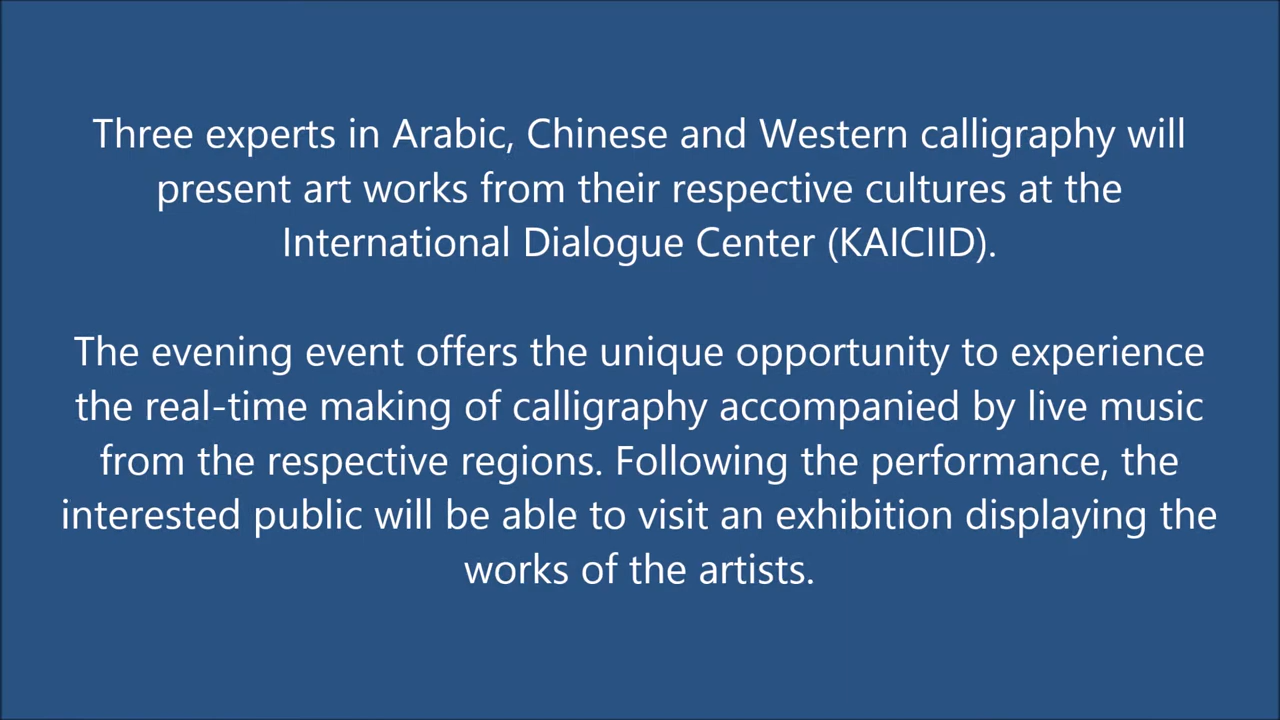 Three experts in Arabic, Chinese and Western calligraphy will
present art works from their respective cultures at the
International Dialogue Center (KAICIID).
The evening event offers the unique opportunity to experience
the real-time making of calligraphy accompanied by live music
from the respective regions. Following the performance, the
interested public will be able to visit an exhibition displaying the
works of the artists.